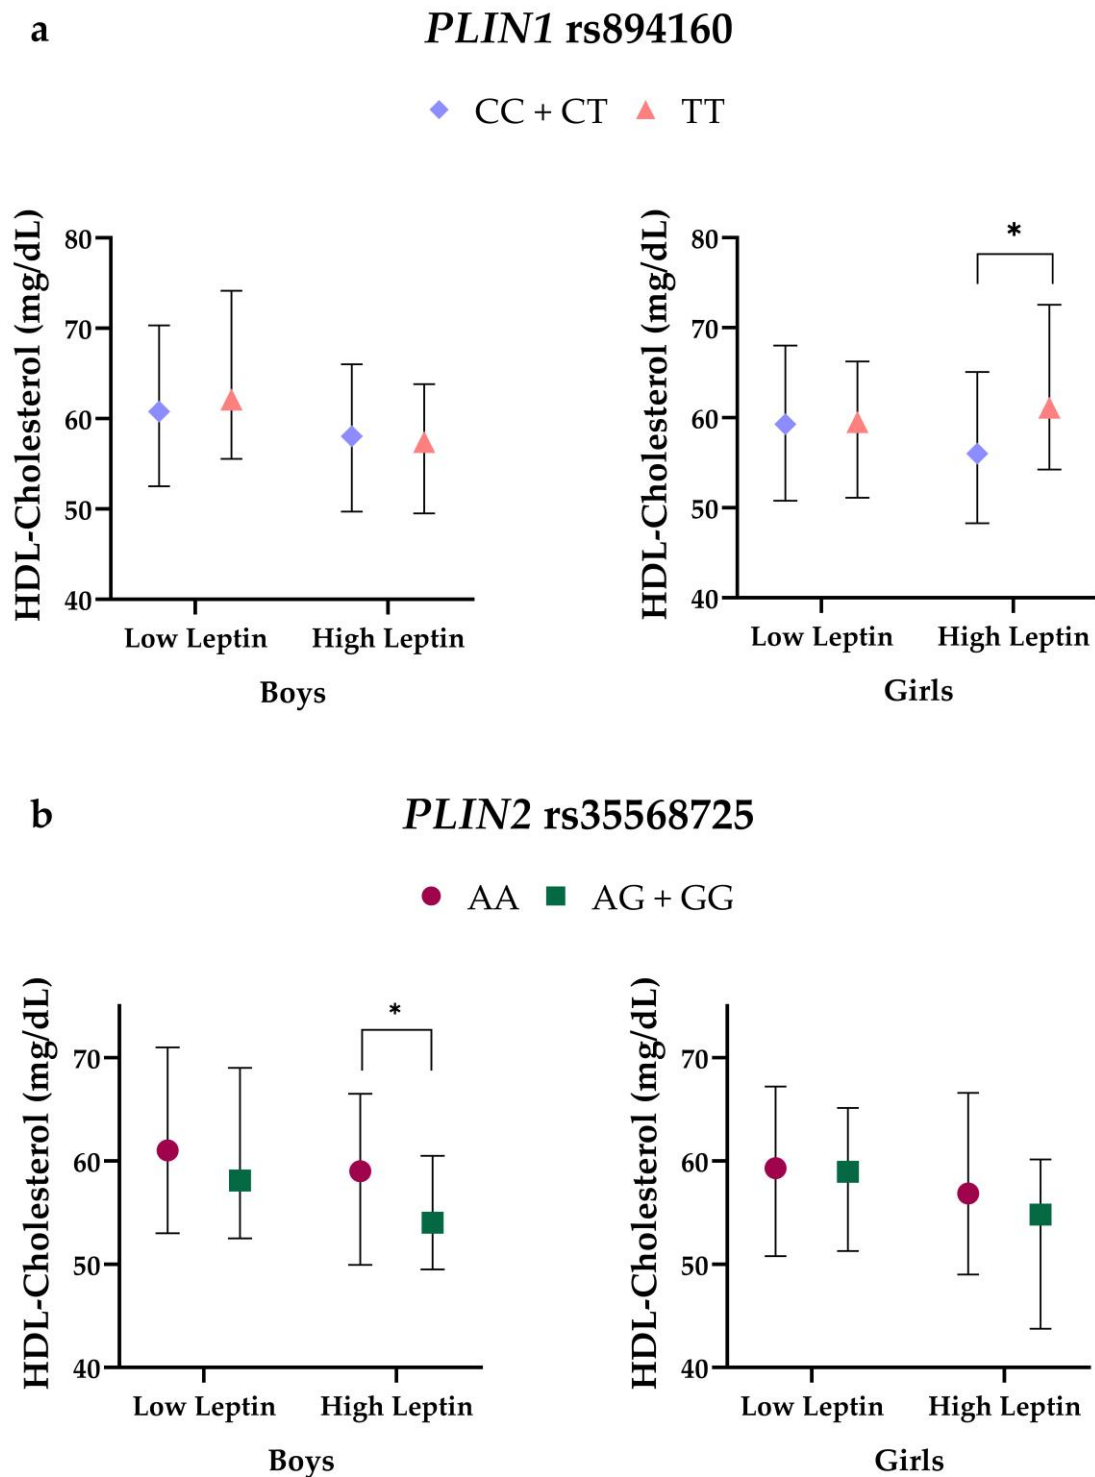 a
PLIN1 rs894160
CC + CT TT
HDL-Cholesterol (mg/dL)
80
70
60
50
40
Low Leptin High Leptin
Boys
HDL-Cholesterol (mg/dL)
80
70
60
50
40
*
Low Leptin High Leptin
Girls
b
PLIN2 rs35568725
AA AG + GG
HDL-Cholesterol (mg/dL)
70
60
50
40
*
Low Leptin High Leptin
Boys
HDL-Cholesterol (mg/dL)
70
60
50
40
Low Leptin High Leptin
Girls